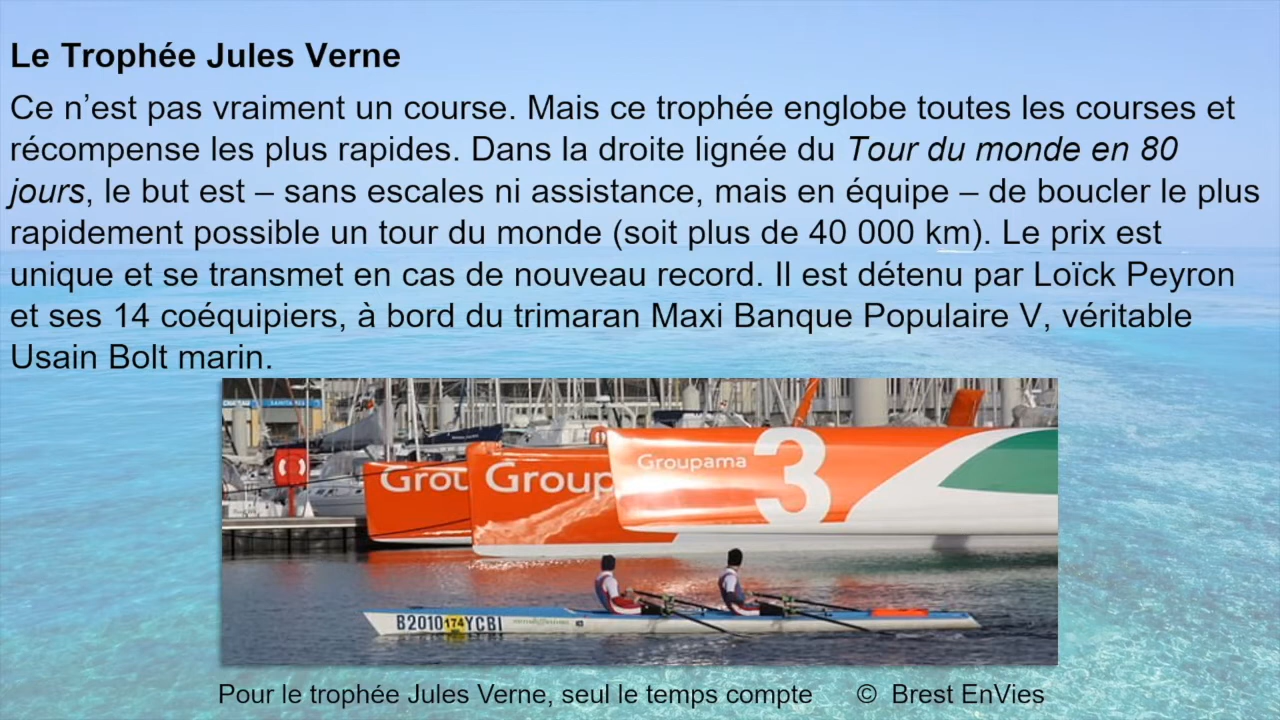 Le Trophée Jules Verne
Ce n’est pas vraiment un course. Mais ce trophée englobe toutes les courses et
récompense les plus rapides. Dans la droite lignée du Tour du monde en 80
jours, le but est – sans escales ni assistance, mais en équipe – de boucler le plus
rapidement possible un tour du monde (soit plus de 40 000 km). Le prix est
unique et se transmet en cas de nouveau record. Il est détenu par Loïck Peyron
et ses 14 coéquipiers, à bord du trimaran Maxi Banque Populaire V, véritable
Usain Bolt marin.
Grou
Group
Groupama 3
B2010174YCBI
Pour le trophée Jules Verne, seul le temps compte © Brest EnVies